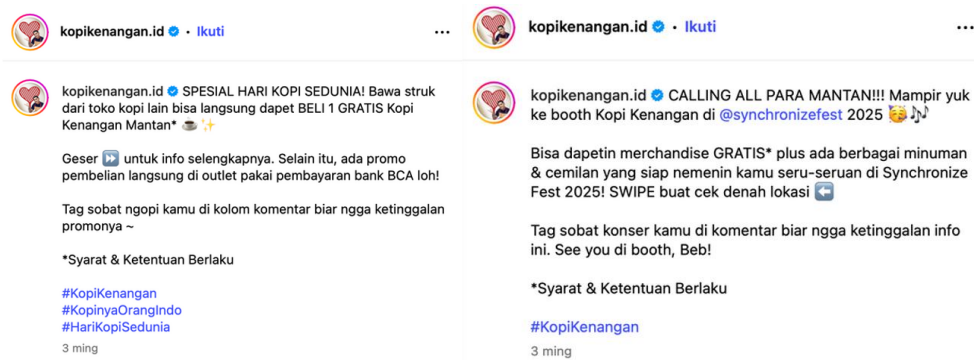 kopikenangan.id • Ikuti
kopikenangan.id SPESIAL HARI KOPI SEDUNIA! Bawa struk
dari toko kopi lain bisa langsung dapet BELI 1 GRATIS Kopi
Kenangan Mantan* ☕✨
Geser ⏩ untuk info selengkapnya. Selain itu, ada promo
pembelian langsung di outlet pakai pembayaran bank BCA loh!
Tag sobat ngopi kamu di kolom komentar biar ngga ketinggalan
promonya ~
*Syarat & Ketentuan Berlaku
#KopiKenangan
#KopinyaOrangIndo
#HariKopiSedunia
3 ming
kopikenangan.id • Ikuti
kopikenangan.id CALLING ALL PARA MANTAN!!! Mampir yuk
ke booth Kopi Kenangan di @synchronizefest 2025 🥳🎶
Bisa dapetin merchandise GRATIS* plus ada berbagai minuman
& cemilan yang siap nemenin kamu seru-seruan di Synchronize
Fest 2025! SWIPE buat cek denah lokasi ⬅️
Tag sobat konser kamu di komentar biar ngga ketinggalan info
ini. See you di booth, Beb!
*Syarat & Ketentuan Berlaku
#KopiKenangan
3 ming